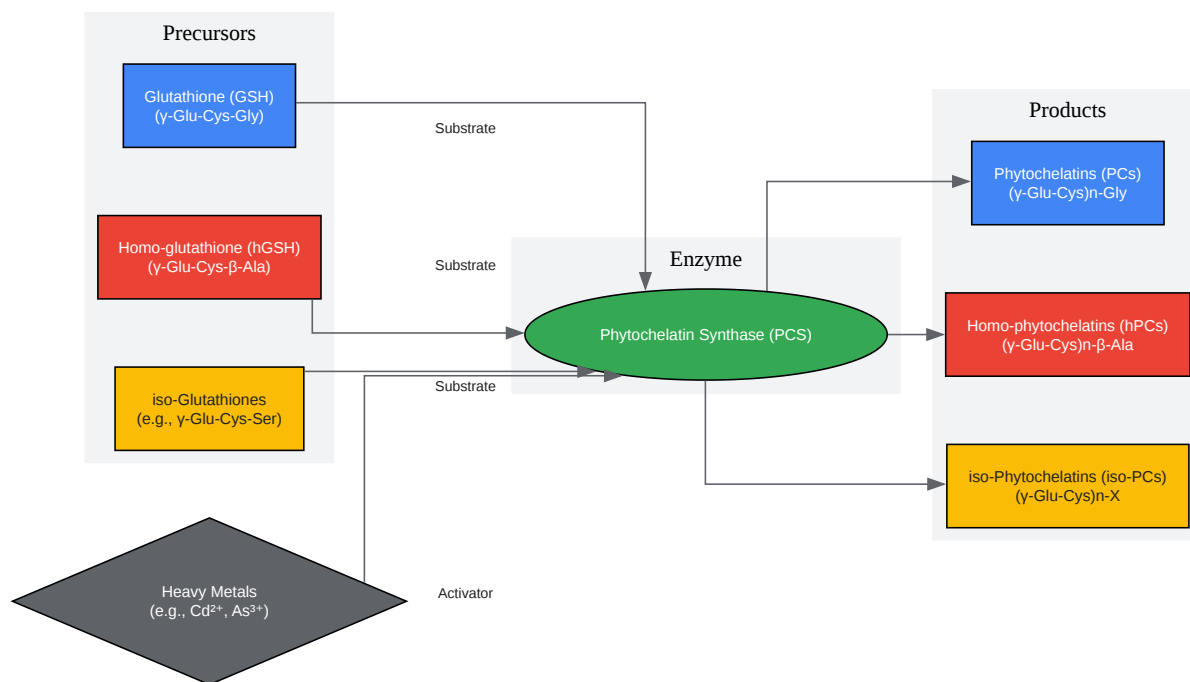 Precursors
Glutathione (GSH)
(γ-Glu-Cys-Gly)
Substrate
Homo-glutathione (hGSH)
(γ-Glu-Cys-β-Ala)
Substrate
iso-Glutathiones
(e.g., γ-Glu-Cys-Ser)
Substrate
Heavy Metals
(e.g., Cd²⁺, As³⁺)
Activator
Enzyme
Phytochelatin Synthase (PCS)
Products
Phytochelatins (PCs)
(γ-Glu-Cys)n-Gly
Homo-phytochelatins (hPCs)
(γ-Glu-Cys)n-β-Ala
iso-Phytochelatins (iso-PCs)
(γ-Glu-Cys)n-X